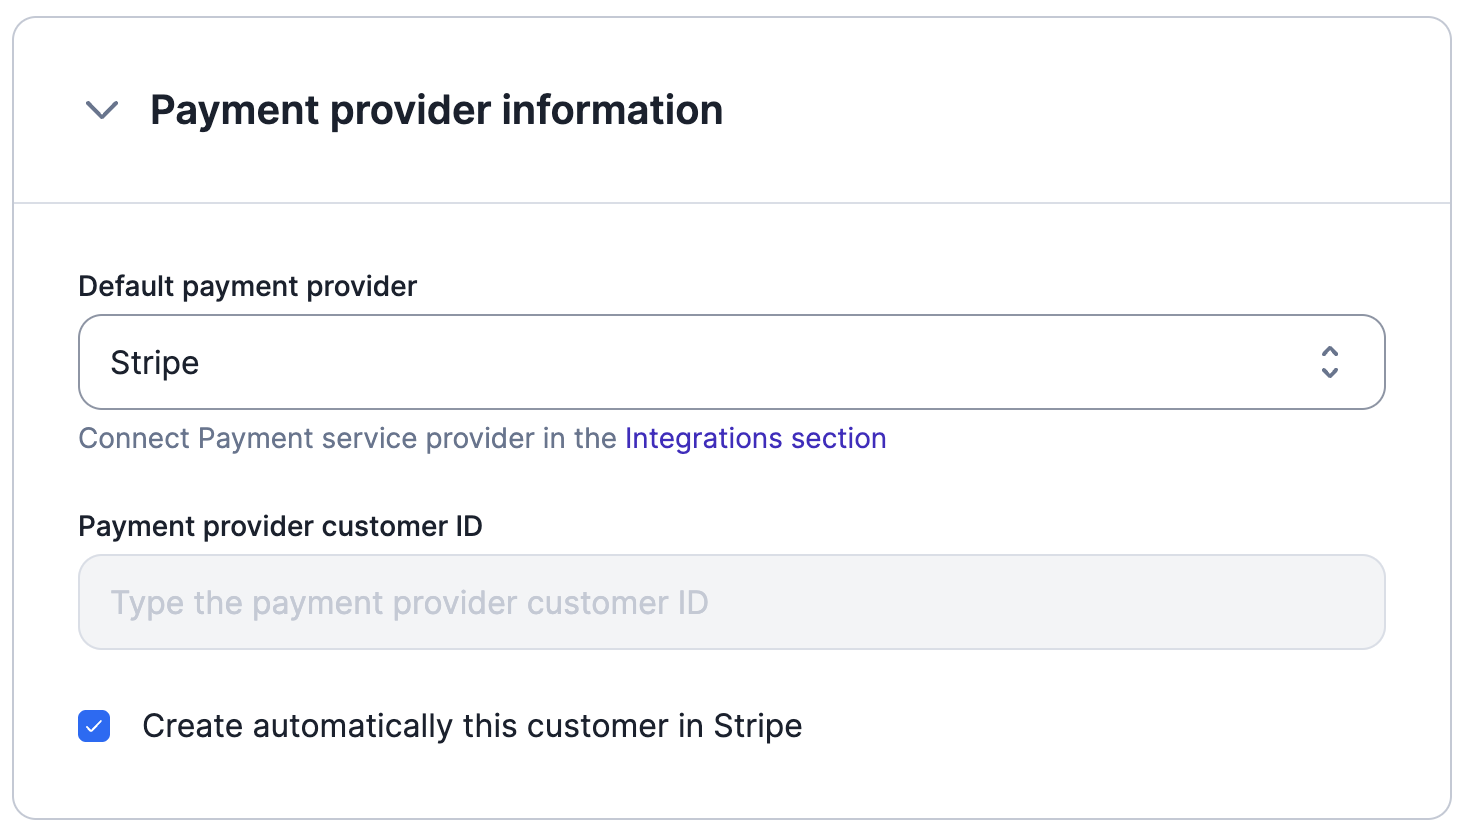 Payment provider information
Default payment provider
Stripe
Connect Payment service provider in the Integrations section
Payment provider customer ID
Type the payment provider customer ID
Create automatically this customer in Stripe